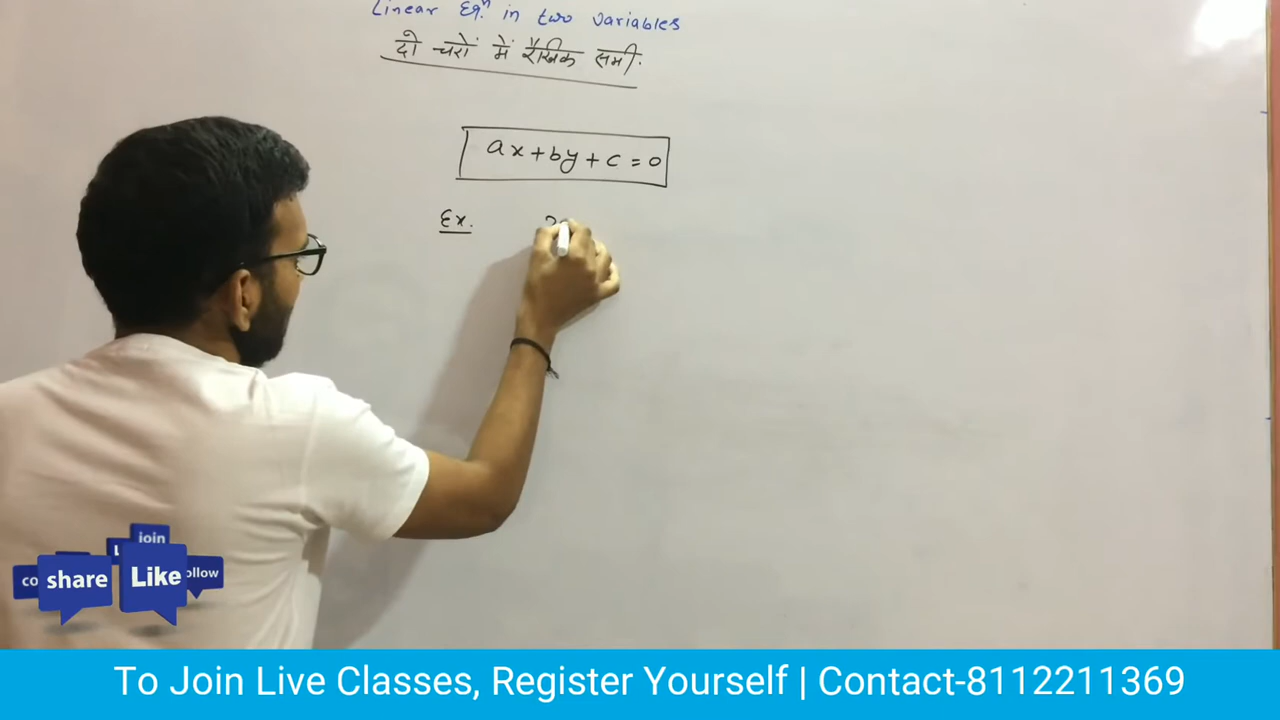 Linear Eqⁿ. in two variables
दो चरों में रैखिक समी.
ax+by+c=0
Ex.
join
share
Like
ollow
To Join Live Classes, Register Yourself | Contact-8112211369